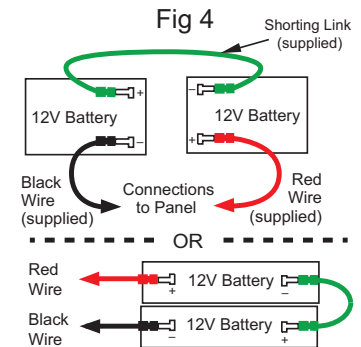 Fig 4
Shorting Link
(supplied)
+
–
12V Battery
12V Battery
–
+
Black
Wire
(supplied)
Connections
to Panel
Red
Wire
(supplied)
OR
Red
Wire
12V Battery
+
–
Black
Wire
12V Battery
–
+